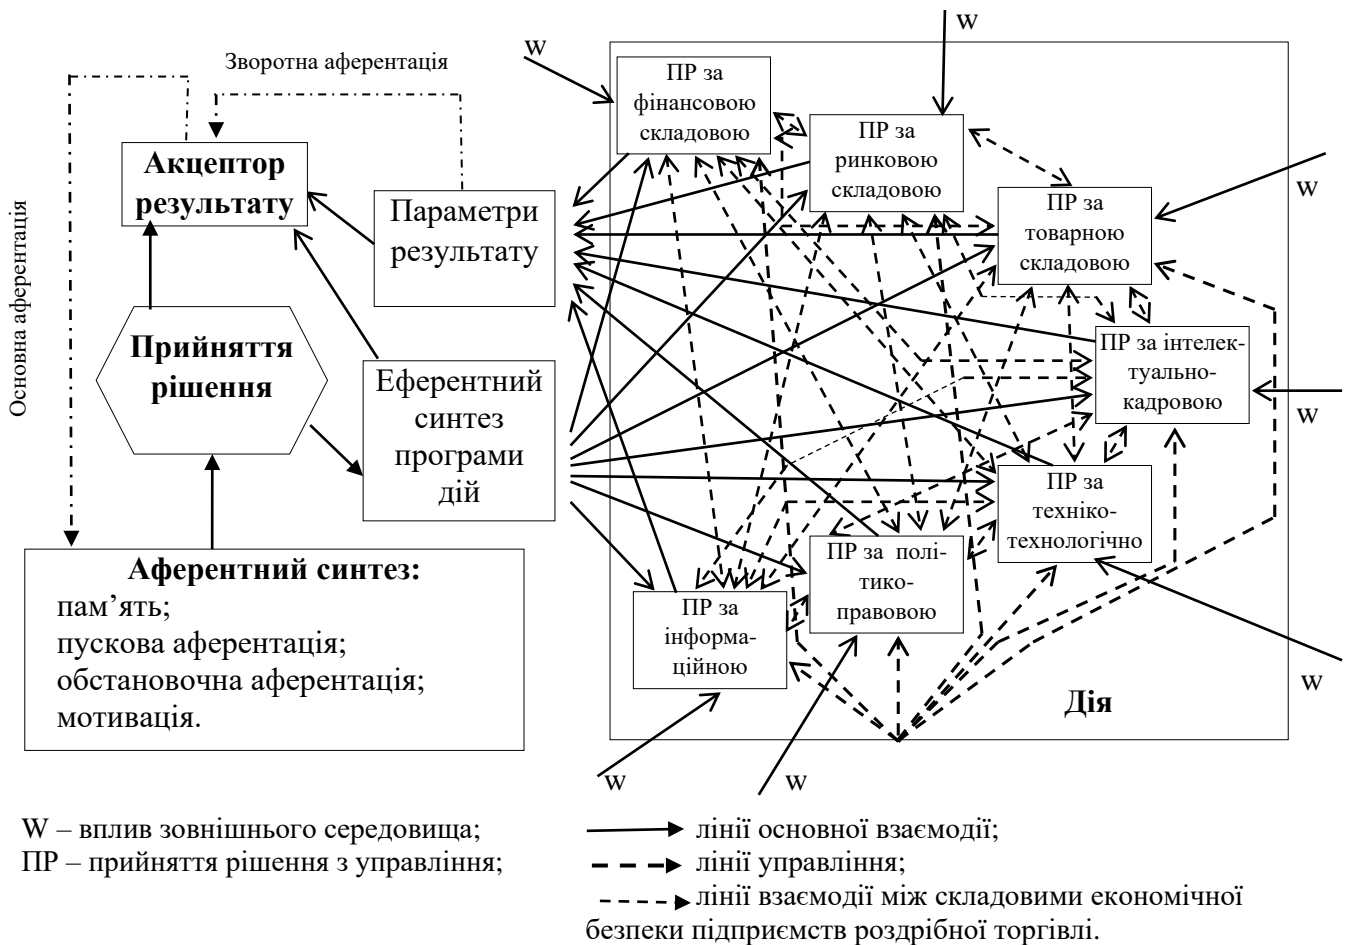 w
w
Зворотна аферентація
ПР за
фінансовою
складовою
ПР за
ринковою
складовою
Акцептор
результату
w
Основна аферентація
Параметри
результату
ПР за
товарною
складовою
Прийняття
рішення
ПР за інтелек-
туально-
кадровою
w
Еферентний
синтез
програми
дій
ПР за
техніко-
технологічно
Аферентний синтез:
пам’ять;
пускова аферентація;
обстановочна аферентація;
мотивація.
ПР за полі-
тико-
правовою
ПР за
інформа-
ційною
w
Дія
w
w
W – вплив зовнішнього середовища;
ПР – прийняття рішення з управління;
лінії основної взаємодії;
лінії управління;
лінії взаємодії між складовими економічної
безпеки підприємств роздрібної торгівлі.